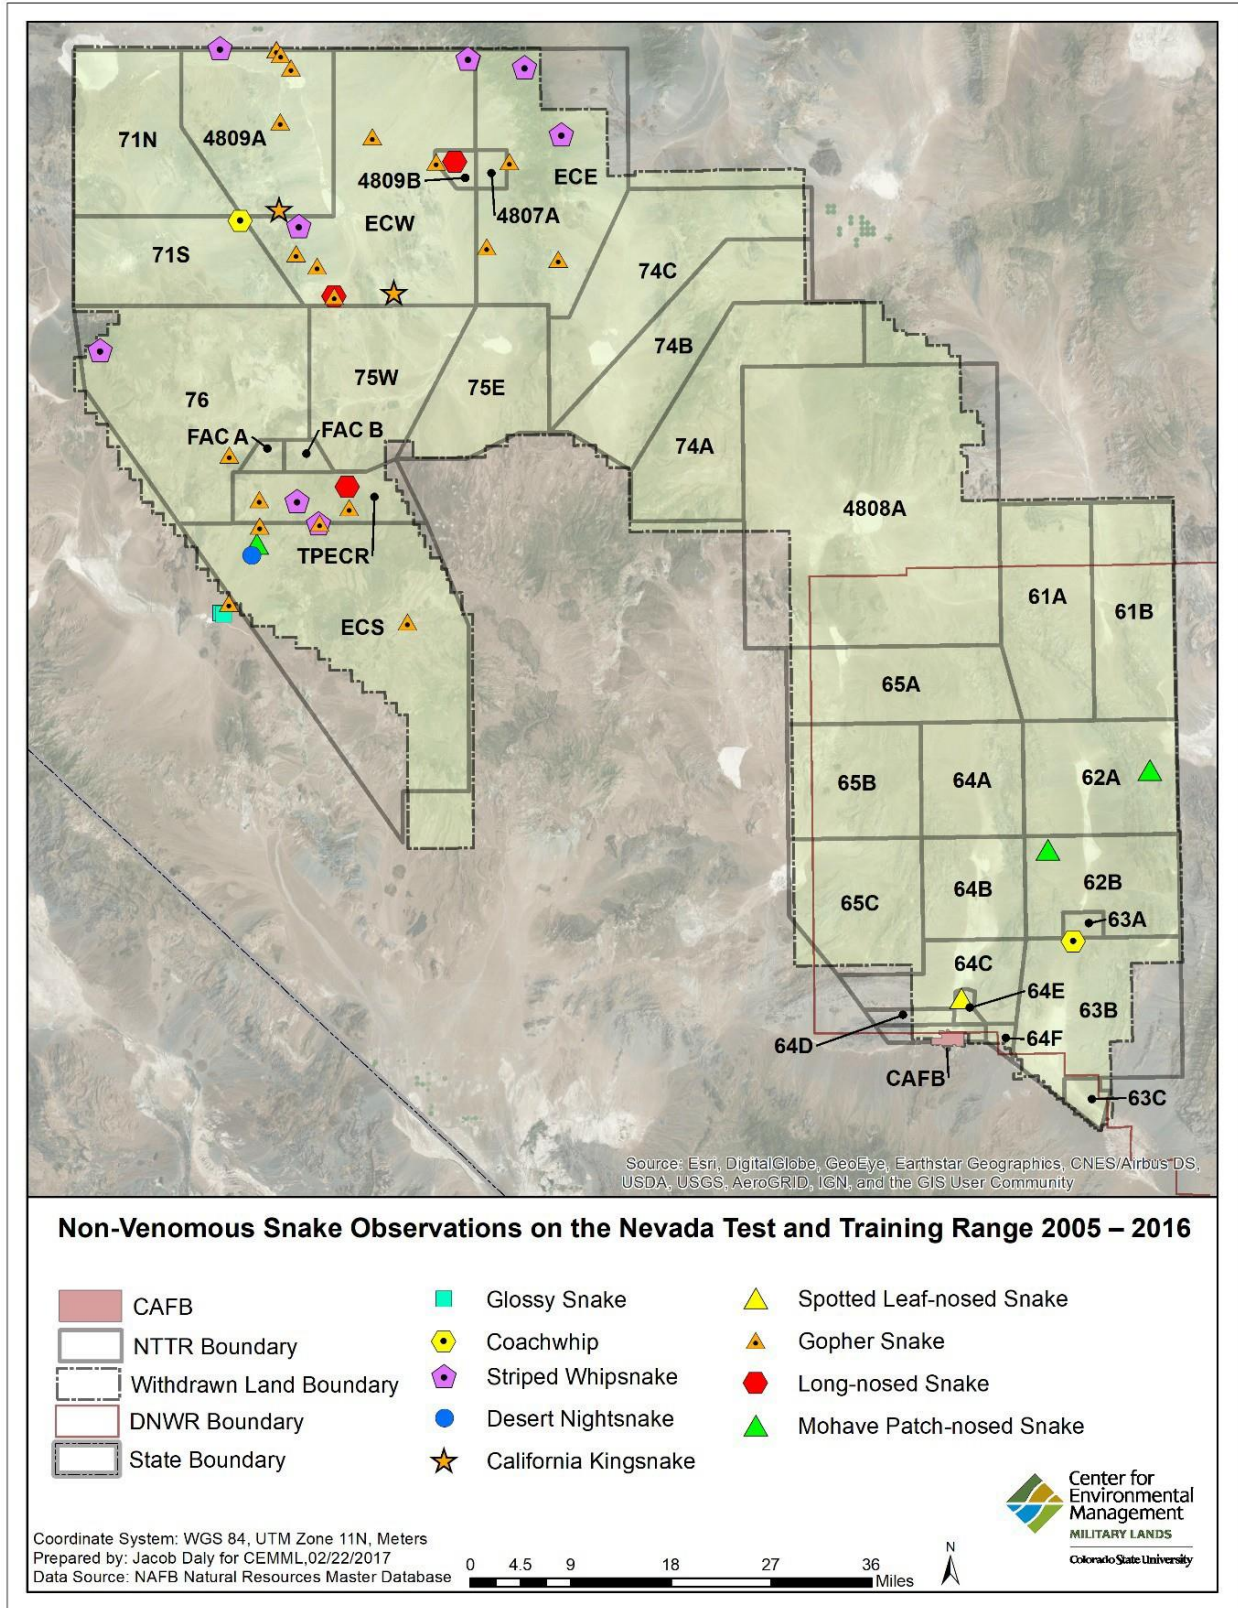 71N
4809A
4809B
4807A
ECE
ECW
71S
74C
74B
75W
75E
76
FAC A
FAC B
74A
4808A
TPECR
ECS
61A
61B
65A
65B
64A
62A
65C
64B
62B
63A
64C
64E
63B
64D
64F
CAFB
63C
Source: Esri, DigitalGlobe, GeoEye, Earthstar Geographics, CNES/Airbus DS,
USDA, USGS, AeroGRID, IGN, and the GIS User Community
Non-Venomous Snake Observations on the Nevada Test and Training Range 2005 – 2016
CAFB
NTTR Boundary
Withdrawn Land Boundary
DNWR Boundary
State Boundary
Glossy Snake
Coachwhip
Striped Whipsnake
Desert Nightsnake
California Kingsnake
Spotted Leaf-nosed Snake
Gopher Snake
Long-nosed Snake
Mohave Patch-nosed Snake
Center for
Environmental
Management
MILITARY LANDS
Colorado State University
Coordinate System: WGS 84, UTM Zone 11N, Meters
Prepared by: Jacob Daly for CEMML,02/22/2017
Data Source: NAFB Natural Resources Master Database
0 4.5 9 18 27 36
Miles
N